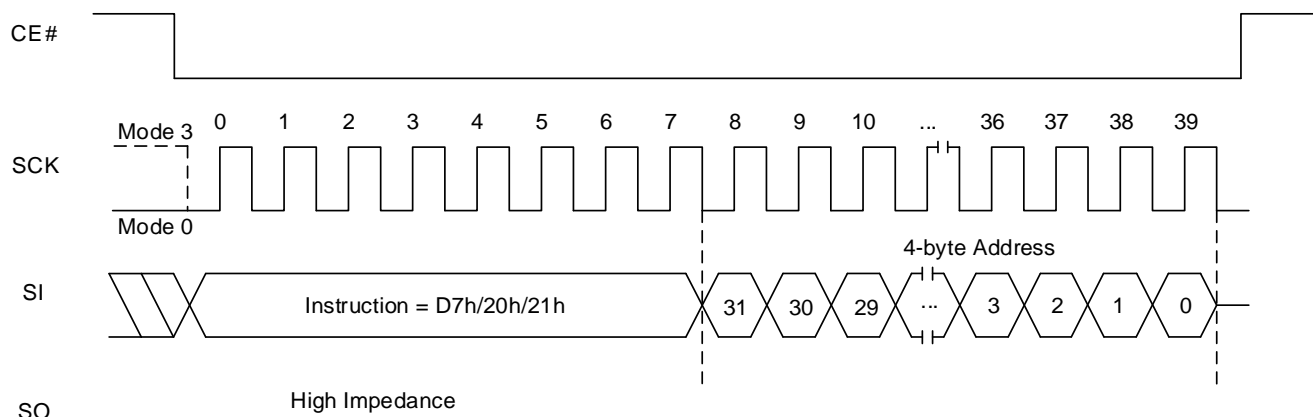 CE#
Mode 3
0 1 2 3 4 5 6 7 8 9 10 ... 36 37 38 39
SCK
Mode 0
4-byte Address
SI
Instruction = D7h/20h/21h
31 30 29 ... 3 2 1 0
High Impedance
SO